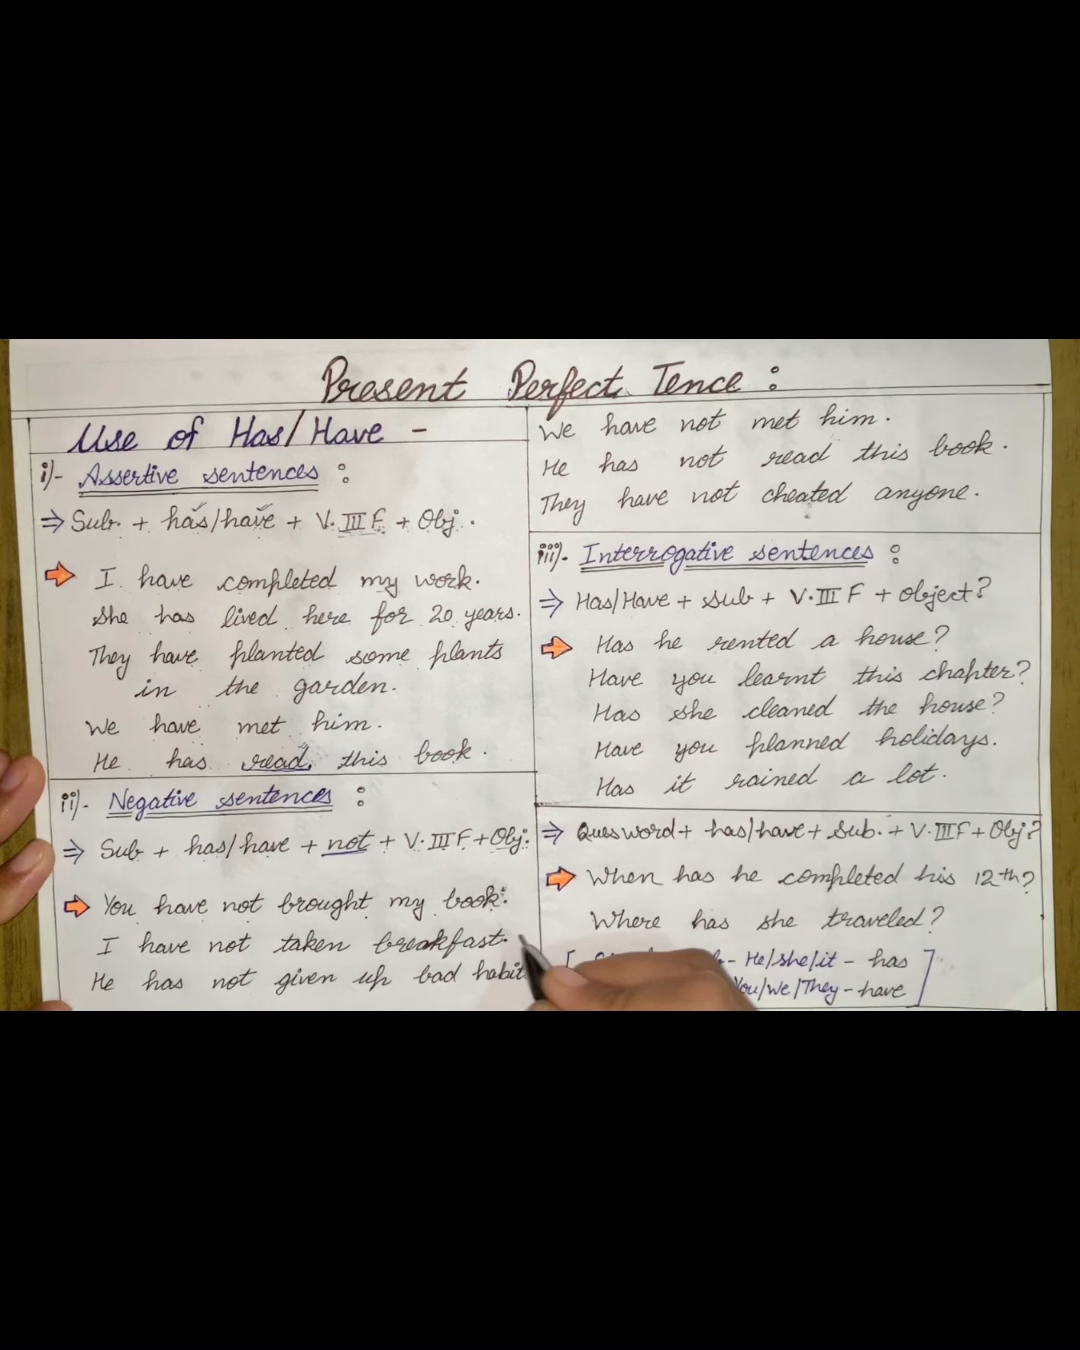 Present Perfect Tence :
Use of Has/Have -
i)- Assertive sentences :
⇒ Sub. + has/have + V.III F + Obj.
I have completed my work.
She has lived here for 20 years.
They have planted some plants
in the garden.
We have met him.
He has read this book.
ii)- Negative sentences :
⇒ Sub + has/have + not + V.III F + Obj.
You have not brought my book.
I have not taken breakfast.
He has not given up bad habit
We have not met him.
He has not read this book.
They have not cheated anyone.
iii)- Interrogative sentences :
⇒ Has/Have + sub + V.III F + object?
Has he rented a house?
Have you learnt this chapter?
Has she cleaned the house?
Have you planned holidays.
Has it rained a lot.
⇒ Ques word + has/have + sub. + V.III F + Obj?
When has he completed his 12th?
Where has she traveled?
- He/she/it - has
You/We/They - have